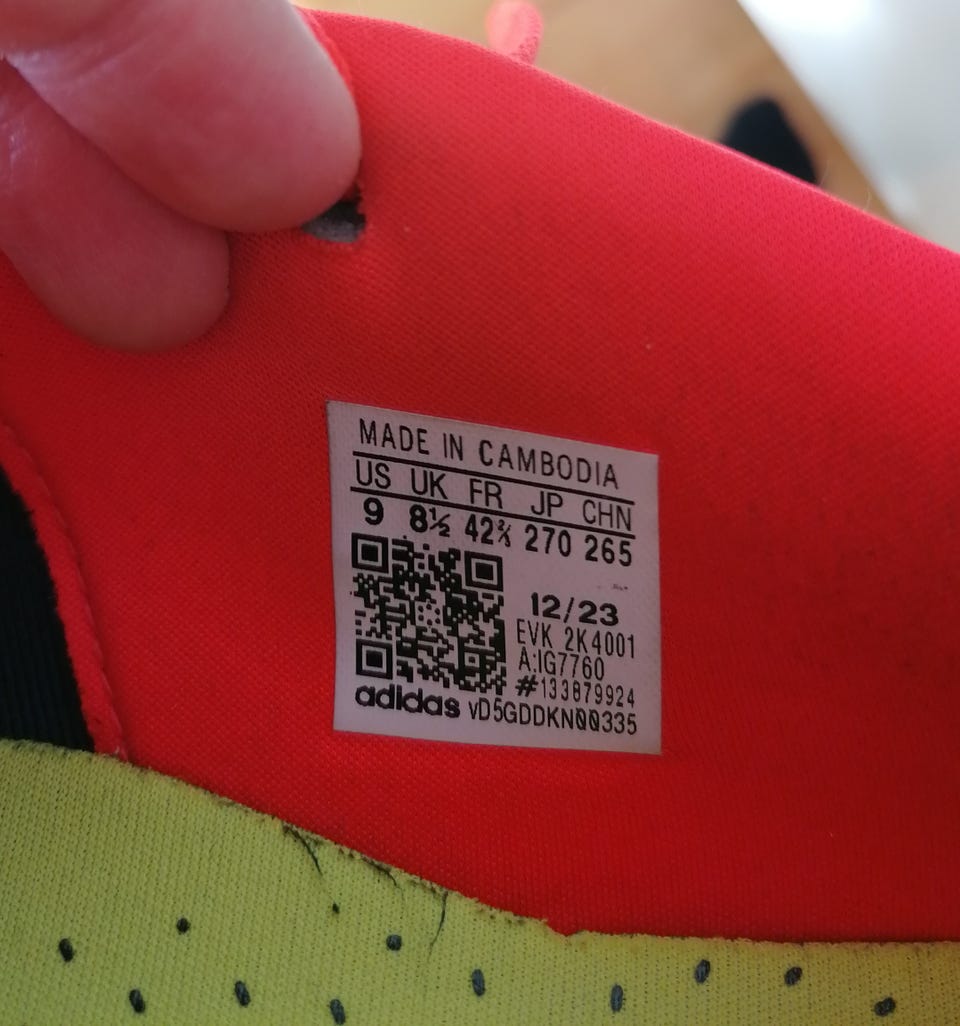 MADE IN CAMBODIA
US UK FR JP CHN
9 8½ 42⅔ 270 265
12/23
EVK 2K4001
A:IG7760
#133879924
adidas vD5GDDKN00335